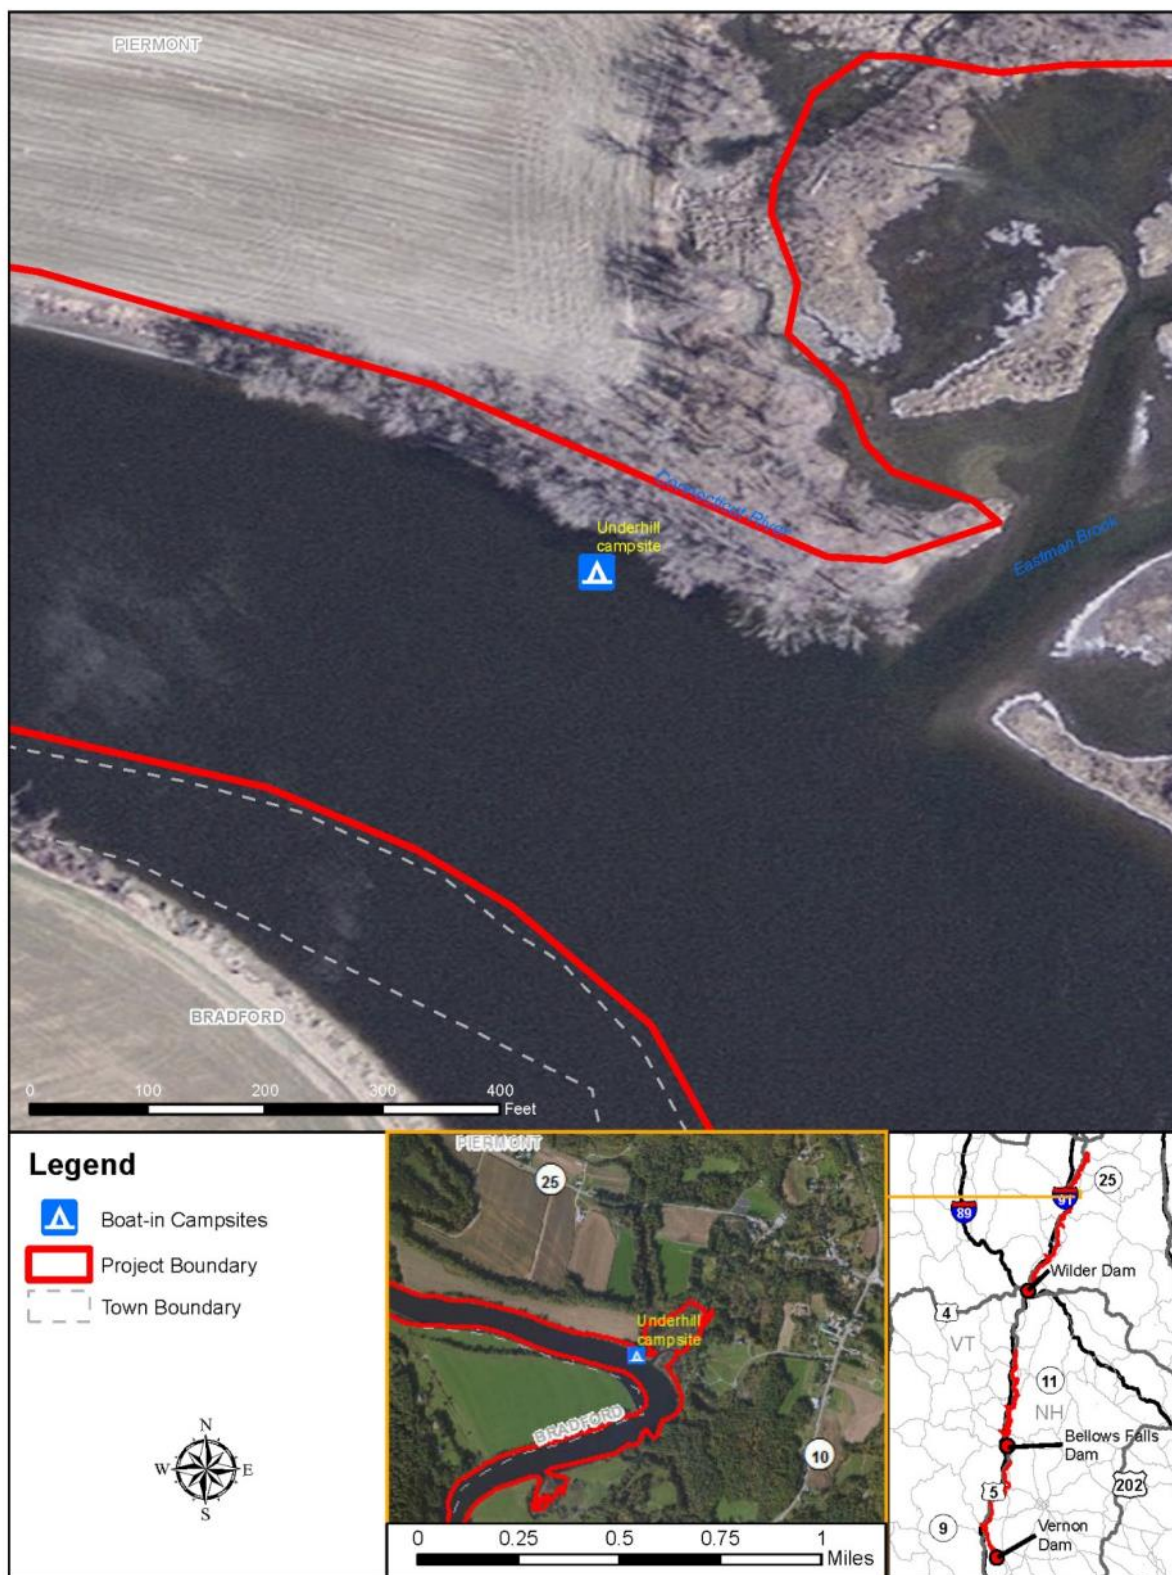 PIERMONT
Connecticut River
Underhill
campsite
Eastman Brook
BRADFORD
0 100 200 300 400
Feet
Legend
Boat-in Campsites
Project Boundary
Town Boundary
N
W E
S
PIERMONT
25
Underhill
campsite
BRADFORD
10
0 0.25 0.5 0.75 1
Miles
89
91
25
Wilder Dam
4
VT
11
NH
Bellows Falls
Dam
5
202
9
Vernon
Dam